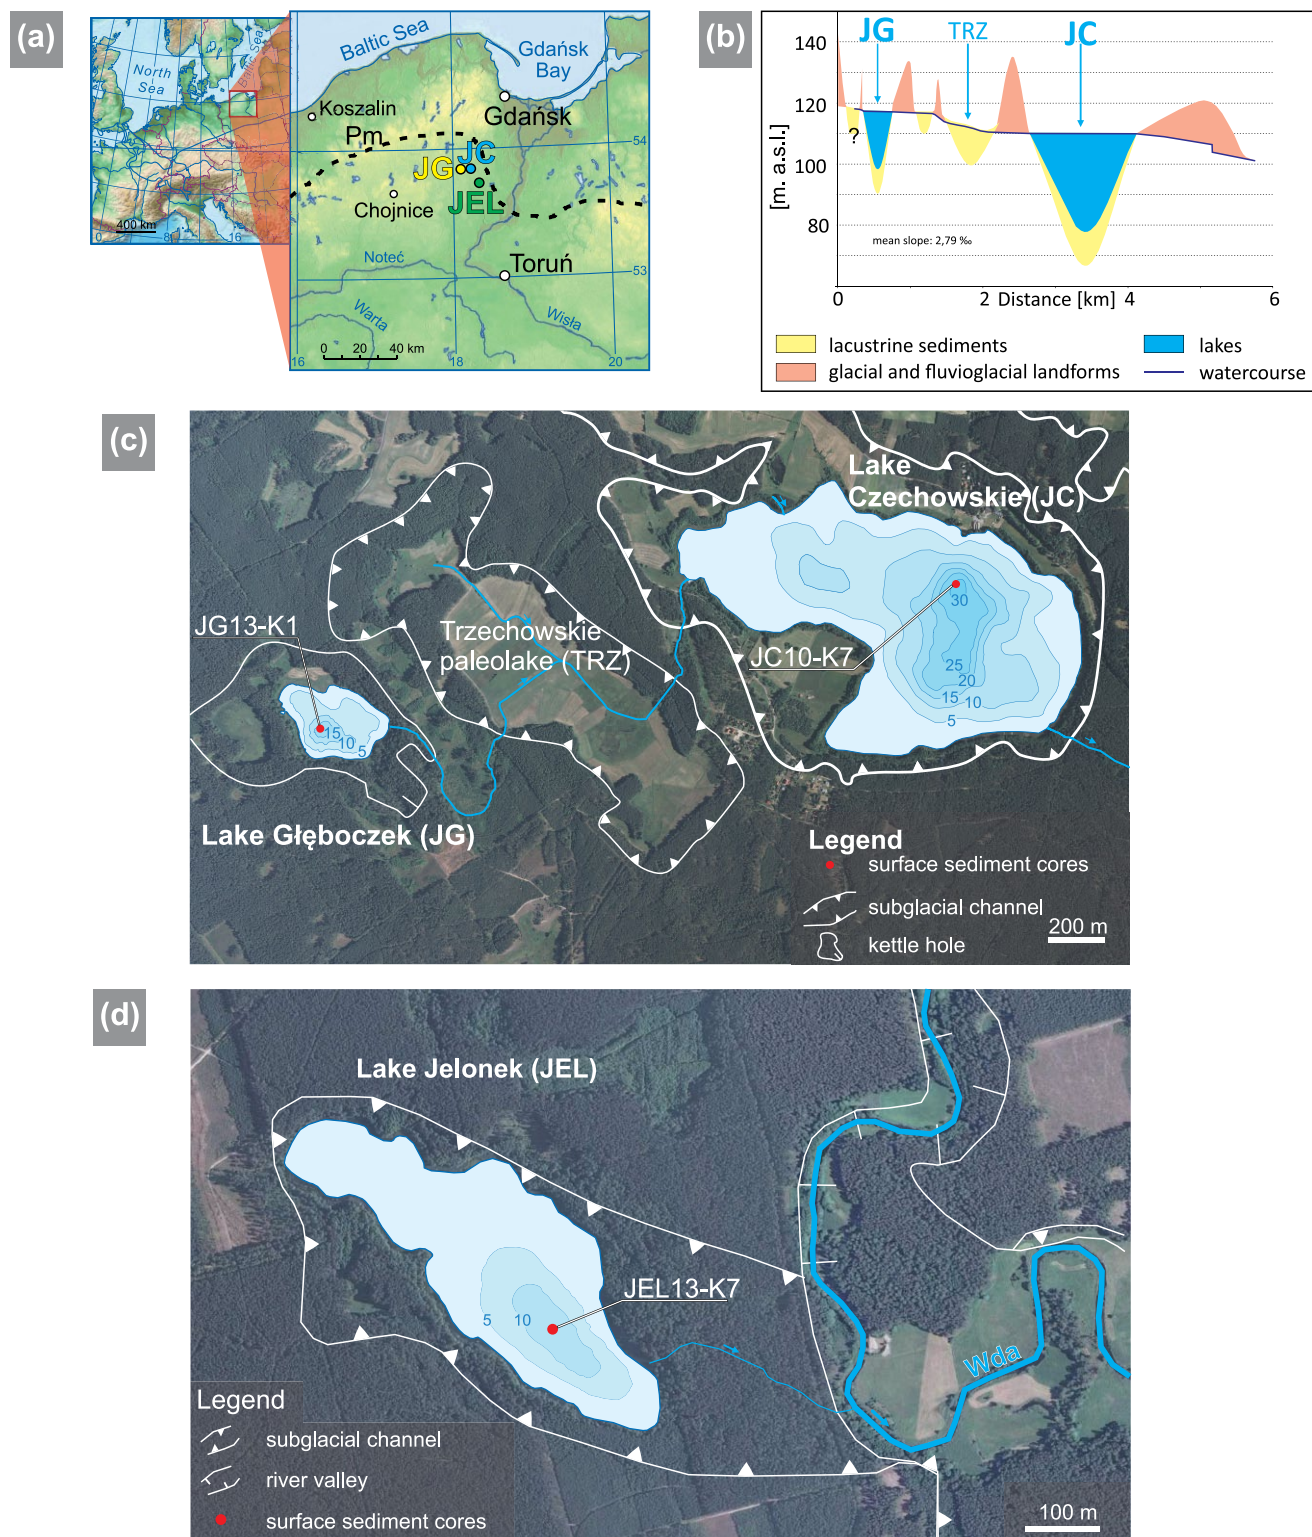 (a)
North
Sea
Baltic Sea
400 km
0
8
16
Baltic Sea
Gdańsk
Bay
Koszalin
Gdańsk
Pm.
54
JG
JC
JEL
Chojnice
Noteć
Toruń
53
Warta
Wisła
0 20 40 km
16
18
20
(b)
JG
TRZ
JC
140
120
100
80
[m. a.s.l.]
?
mean slope: 2,79 ‰
0
2
Distance [km]
4
6
lacustrine sediments
lakes
glacial and fluvioglacial landforms
watercourse
(c)
Lake
Czechowskie (JC)
30
JG13-K1
Trzechowskie
paleolake (TRZ)
JC10-K7
25
20
15
10
5
15
10
5
Lake Głęboczek (JG)
Legend
surface sediment cores
subglacial channel
kettle hole
200 m
(d)
Lake Jelonek (JEL)
JEL13-K7
5
10
Wda
Legend
subglacial channel
river valley
surface sediment cores
100 m